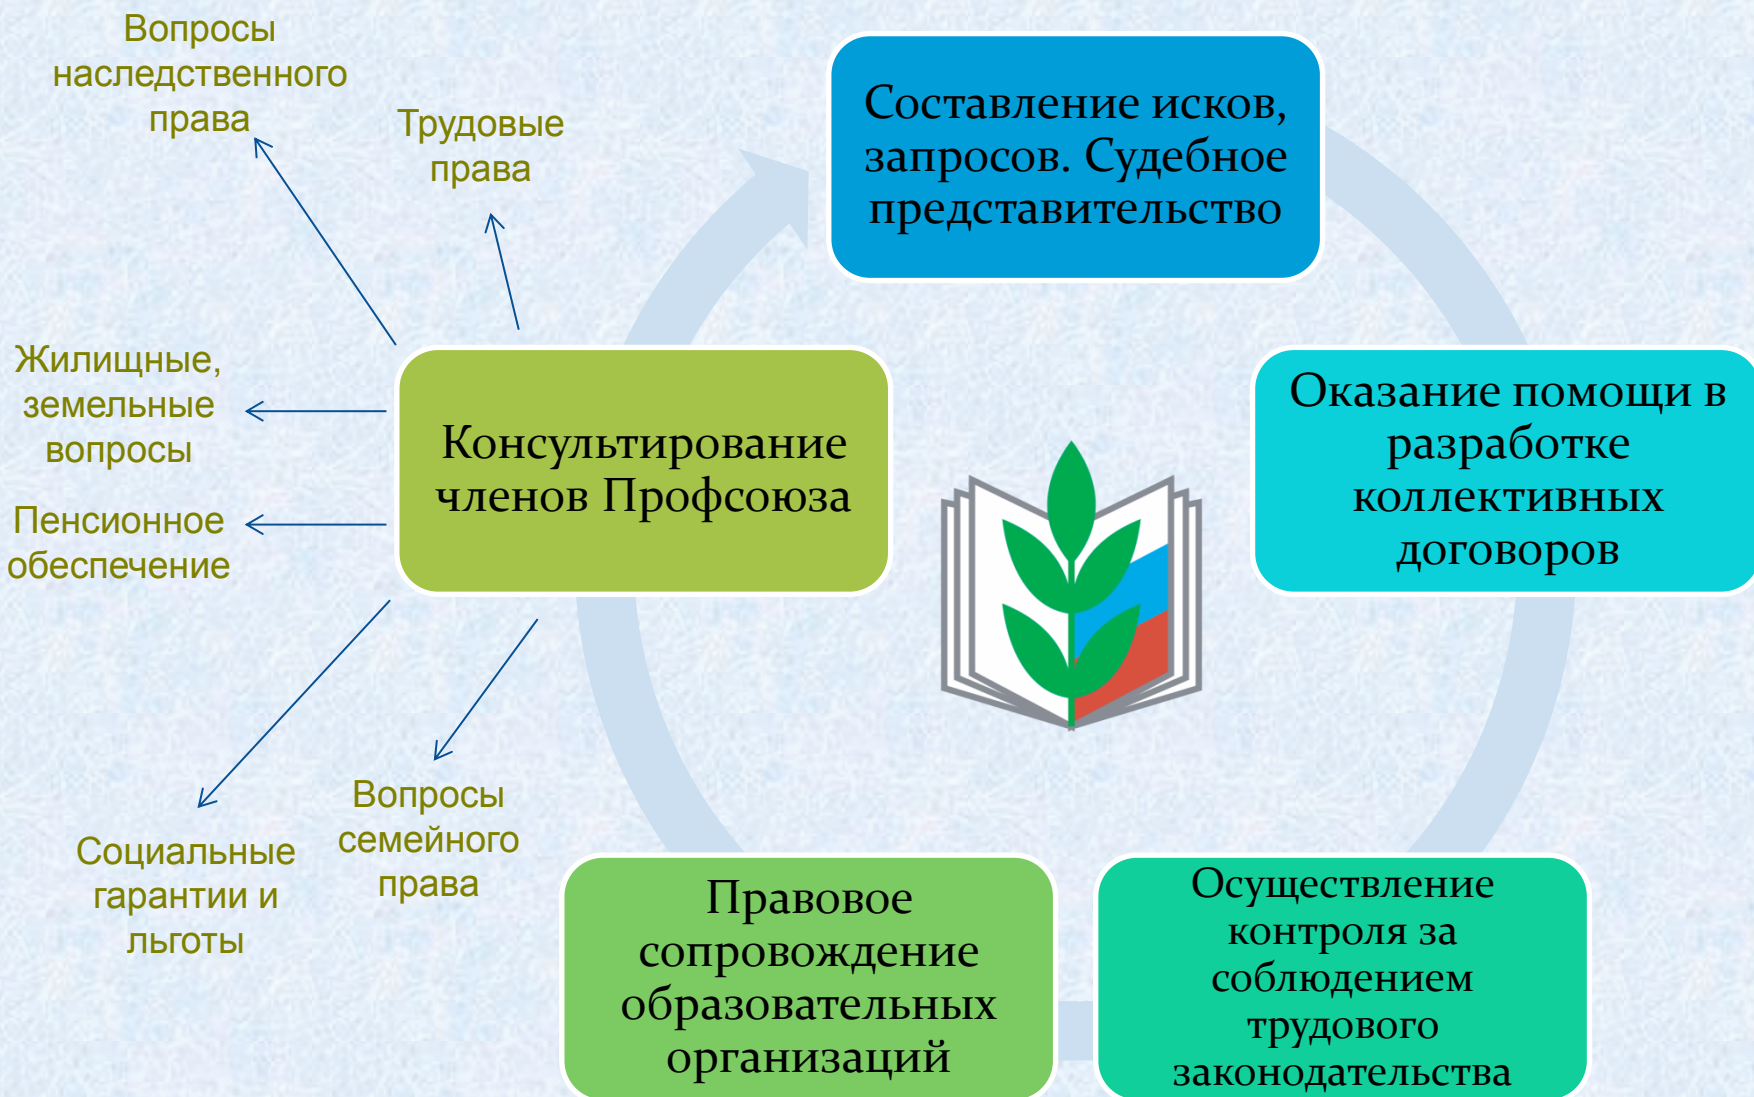 Вопросы
наследственного
права
Трудовые
права
Жилищные,
земельные
вопросы
Пенсионное
обеспечение
Социальные
гарантии и
льготы
Вопросы
семейного
права
Консультирование
членов Профсоюза
Составление исков,
запросов. Судебное
представительство
Оказание помощи в
разработке
коллективных
договоров
Осуществление
контроля за
соблюдением
трудового
законодательства
Правовое
сопровождение
образовательных
организаций